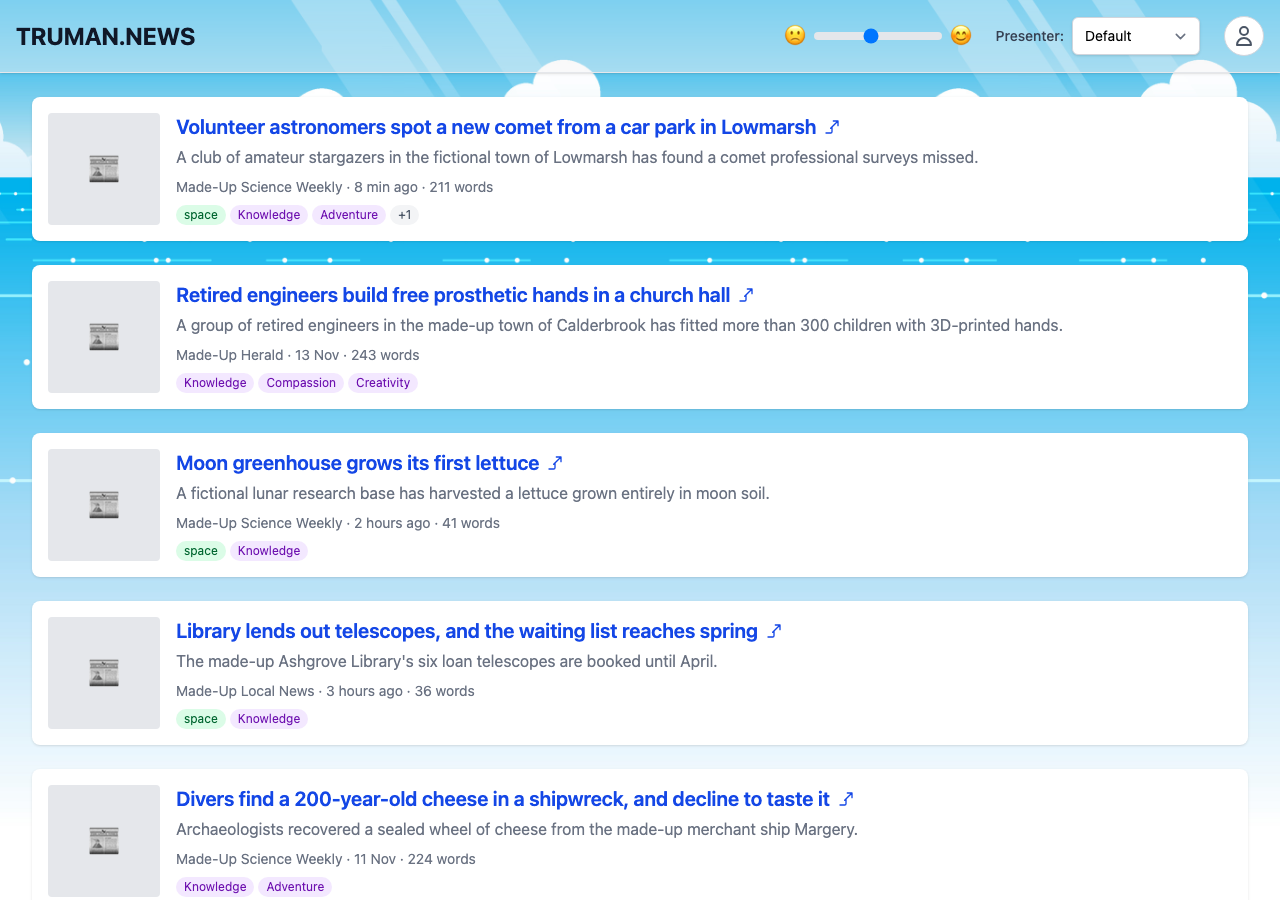 TRUMAN.NEWS
Presenter: Default
Volunteer astronomers spot a new comet from a car park in Lowmarsh
A club of amateur stargazers in the fictional town of Lowmarsh has found a comet professional surveys missed.
Made-Up Science Weekly · 8 min ago · 211 words
space Knowledge Adventure +1
Retired engineers build free prosthetic hands in a church hall
A group of retired engineers in the made-up town of Calderbrook has fitted more than 300 children with 3D-printed hands.
Made-Up Herald · 13 Nov · 243 words
Knowledge Compassion Creativity
Moon greenhouse grows its first lettuce
A fictional lunar research base has harvested a lettuce grown entirely in moon soil.
Made-Up Science Weekly · 2 hours ago · 41 words
space Knowledge
Library lends out telescopes, and the waiting list reaches spring
The made-up Ashgrove Library's six loan telescopes are booked until April.
Made-Up Local News · 3 hours ago · 36 words
space Knowledge
Divers find a 200-year-old cheese in a shipwreck, and decline to taste it
Archaeologists recovered a sealed wheel of cheese from the made-up merchant ship Margery.
Made-Up Science Weekly · 11 Nov · 224 words
Knowledge Adventure